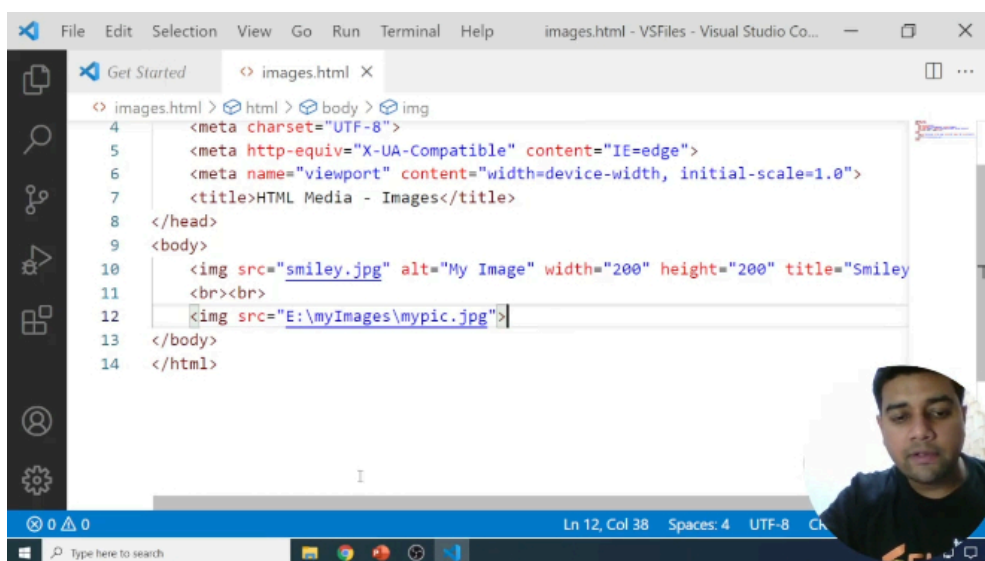 File Edit Selection View Go Run Terminal Help images.html - VSFiles - Visual Studio Co...
Get Started images.html
images.html > html > body > img
4 <meta charset="UTF-8">
5 <meta http-equiv="X-UA-Compatible" content="IE=edge">
6 <meta name="viewport" content="width=device-width, initial-scale=1.0">
7 <title>HTML Media - Images</title>
8 </head>
9 <body>
10 <img src="smiley.jpg" alt="My Image" width="200" height="200" title="Smiley
11 <br><br>
12 <img src="E:\myImages\mypic.jpg">
13 </body>
14 </html>
0 0 Ln 12, Col 38 Spaces: 4 UTF-8
Type here to search